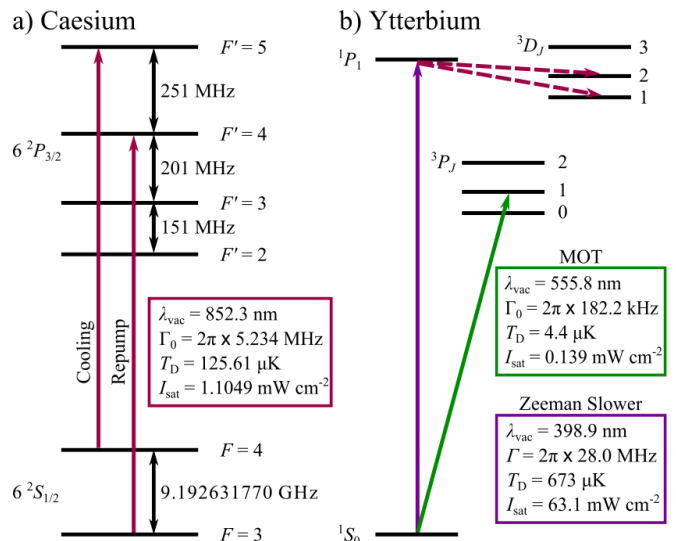 a) Caesium
F′ = 5
251 MHz
6 ²P₃/₂
F′ = 4
201 MHz
F′ = 3
151 MHz
F′ = 2
Cooling
Repump
λvac = 852.3 nm
Γ₀ = 2π x 5.234 MHz
TD = 125.61 μK
Isat = 1.1049 mW cm⁻²
F = 4
6 ²S₁/₂
9.192631770 GHz
F = 3
b) Ytterbium
³DJ
3
2
1
¹P₁
³PJ
2
1
0
MOT
λvac = 555.8 nm
Γ₀ = 2π x 182.2 kHz
TD = 4.4 μK
Isat = 0.139 mW cm⁻²
Zeeman Slower
λvac = 398.9 nm
Γ = 2π x 28.0 MHz
TD = 673 μK
Isat = 63.1 mW cm⁻²
¹S₀